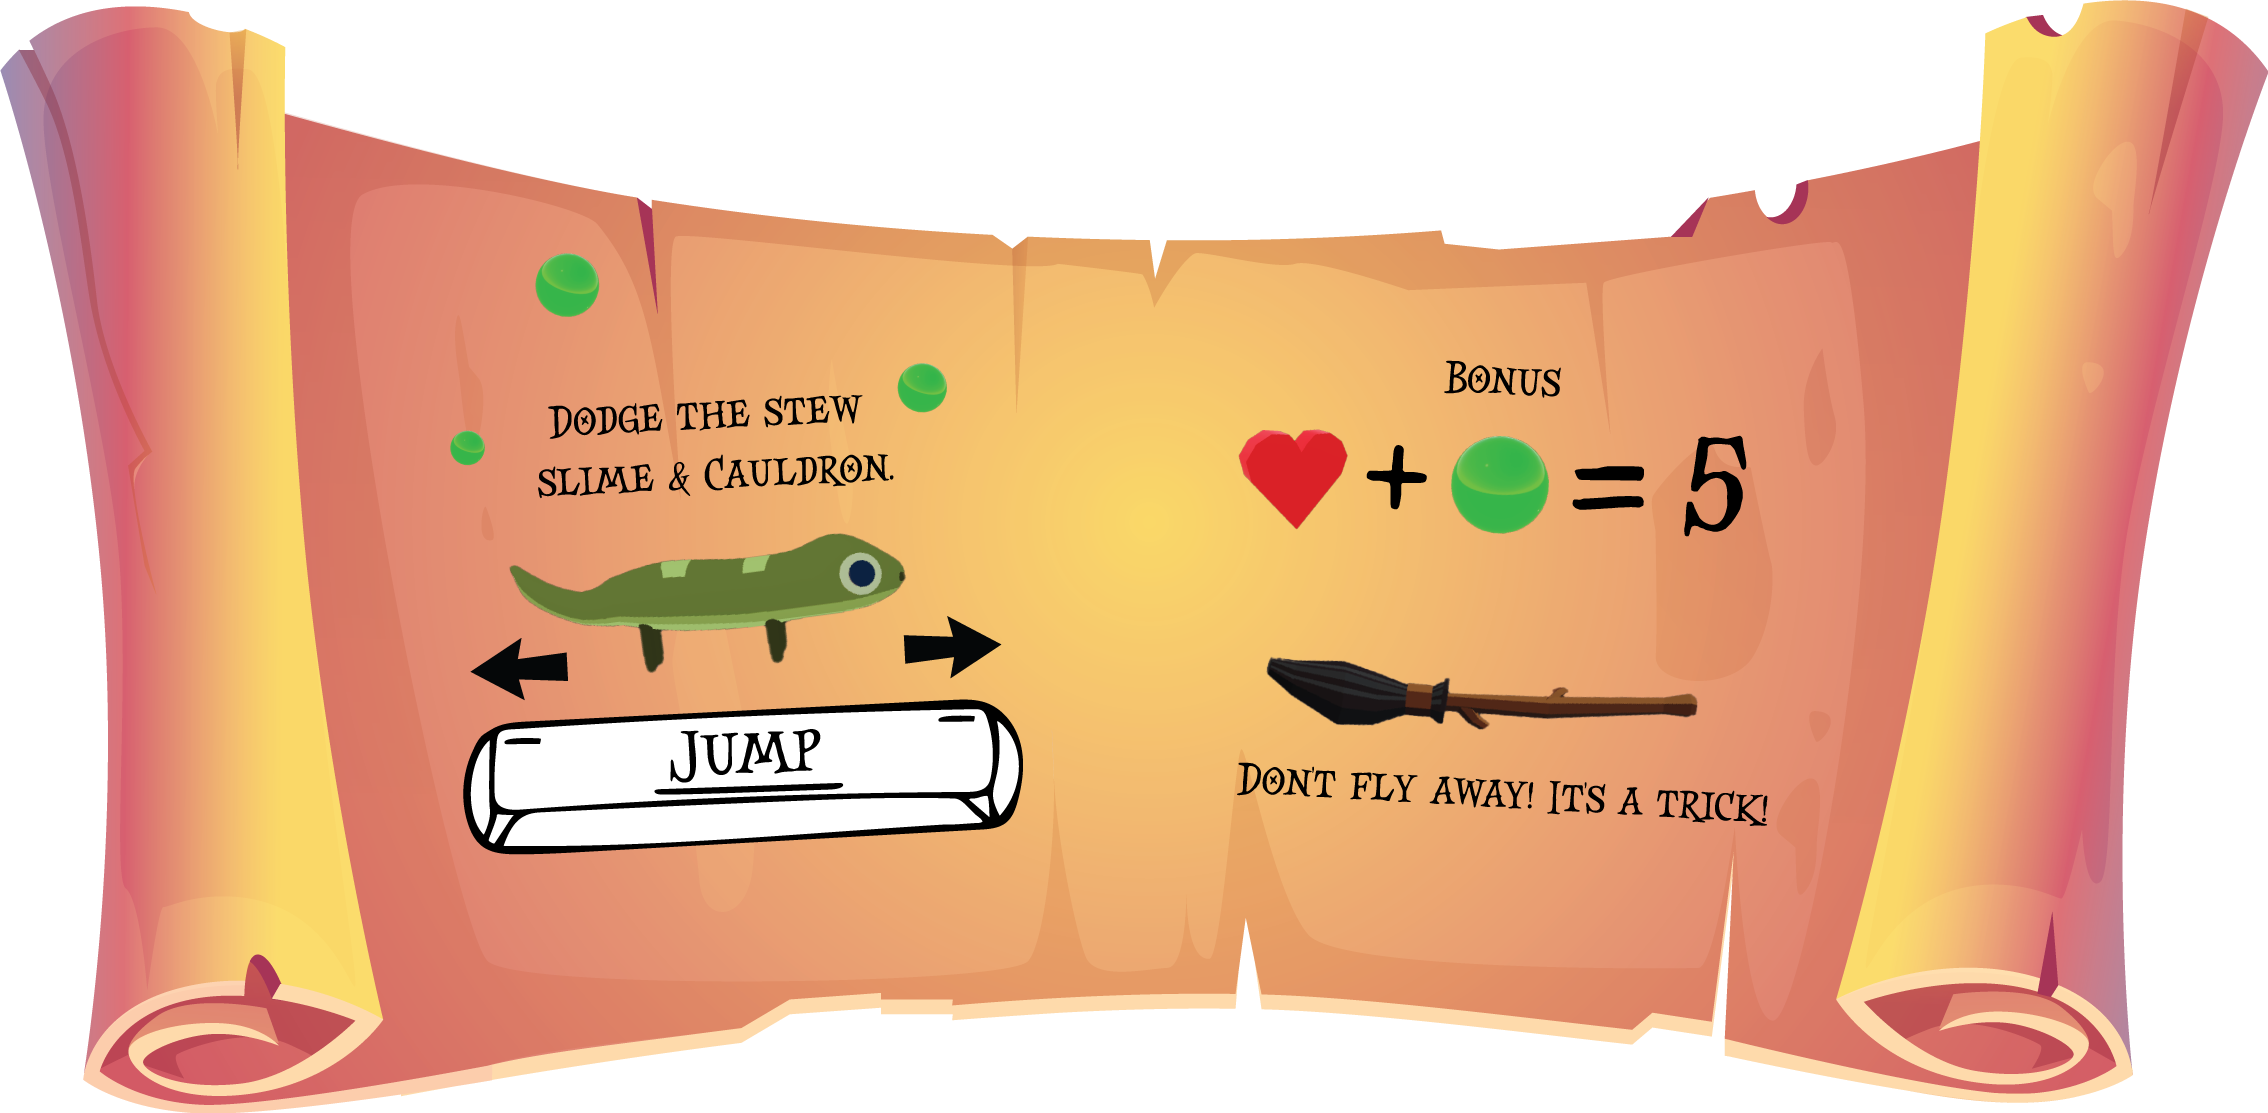 Dodge the stew
slime & Cauldron.
Jump
Bonus
+ = 5
Don't fly away! It's a trick!